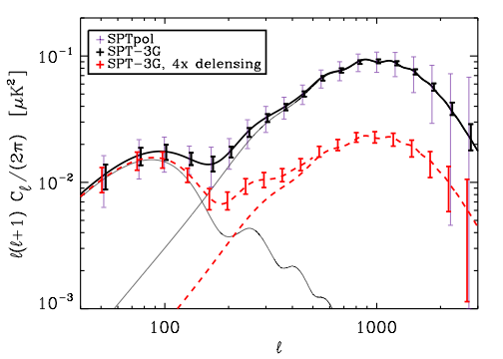 SPTpol
SPT-3G
SPT-3G, 4x delensing
10⁻¹
10⁻²
10⁻³
ℓ(ℓ+1) Cℓ/(2π) [μK²]
100
1000
3000
ℓ